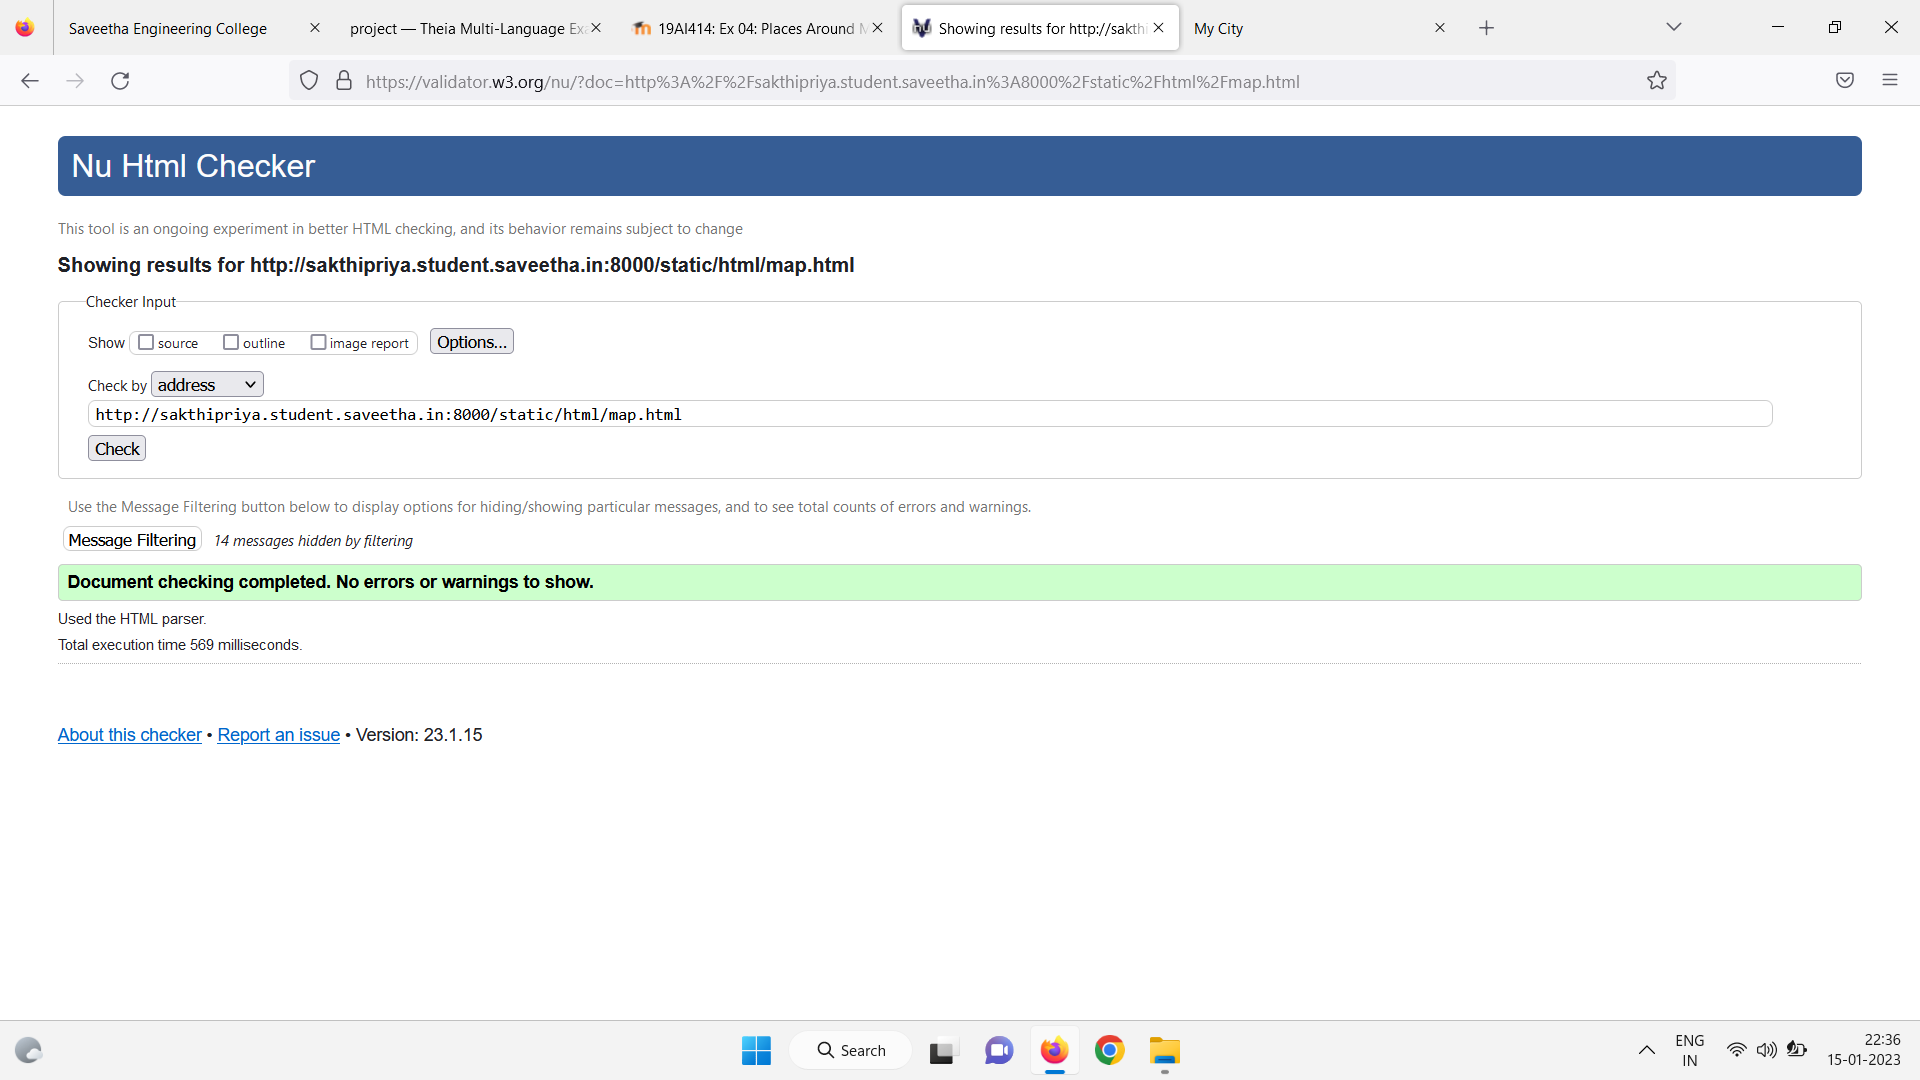 Saveetha Engineering College
project — Theia Multi-Language Exa
19AI414: Ex 04: Places Around M
Showing results for http://sakthi
My City
https://validator.w3.org/nu/?doc=http%3A%2F%2Fsakthipriya.student.saveetha.in%3A8000%2Fstatic%2Fhtml%2Fmap.html
Nu Html Checker
This tool is an ongoing experiment in better HTML checking, and its behavior remains subject to change
Showing results for http://sakthipriya.student.saveetha.in:8000/static/html/map.html
Checker Input
Show source outline image report Options...
Check by address
http://sakthipriya.student.saveetha.in:8000/static/html/map.html
Check
Use the Message Filtering button below to display options for hiding/showing particular messages, and to see total counts of errors and warnings.
Message Filtering 14 messages hidden by filtering
Document checking completed. No errors or warnings to show.
Used the HTML parser.
Total execution time 569 milliseconds.
About this checker • Report an issue • Version: 23.1.15
Search
ENG
IN
22:36
15-01-2023